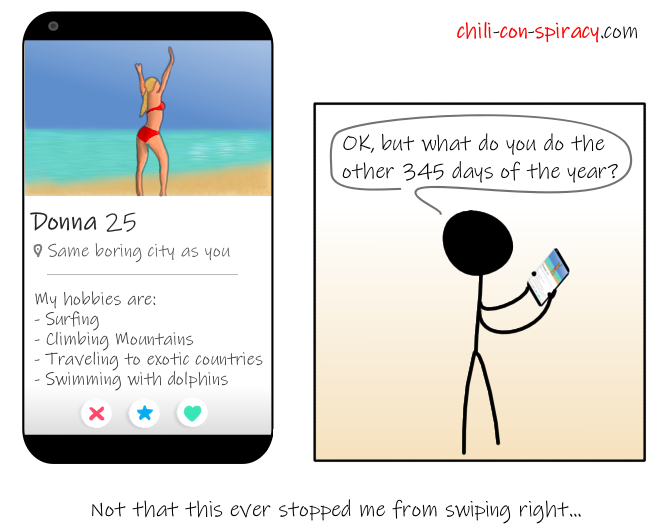 chili-con-spiracy.com
Donna 25
Same boring city as you
My hobbies are:
- Surfing
- Climbing Mountains
- Traveling to exotic countries
- Swimming with dolphins
OK, but what do you do the
other 345 days of the year?
Not that this ever stopped me from swiping right...